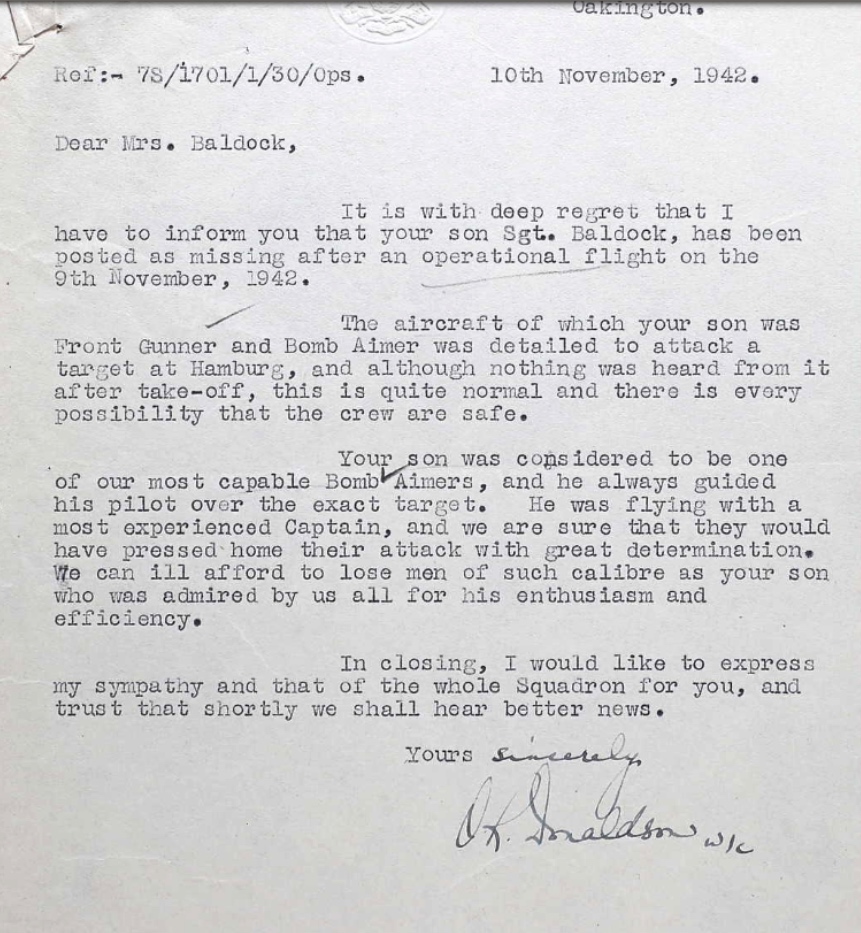 Oakington.
Ref:- 7S/1701/1/30/Ops. 10th November, 1942.
Dear Mrs. Baldock,
It is with deep regret that I
have to inform you that your son Sgt. Baldock, has been
posted as missing after an operational flight on the
9th November, 1942.
The aircraft of which your son was
Front Gunner and Bomb Aimer was detailed to attack a
target at Hamburg, and although nothing was heard from it
after take-off, this is quite normal and there is every
possibility that the crew are safe.
Your son was considered to be one
of our most capable Bomb Aimers, and he always guided
his pilot over the exact target. He was flying with a
most experienced Captain, and we are sure that they would
have pressed home their attack with great determination.
We can ill afford to lose men of such calibre as your son
who was admired by us all for his enthusiasm and
efficiency.
In closing, I would like to express
my sympathy and that of the whole Squadron for you, and
trust that shortly we shall hear better news.
Yours sincerely
O.R. Donaldson W/C